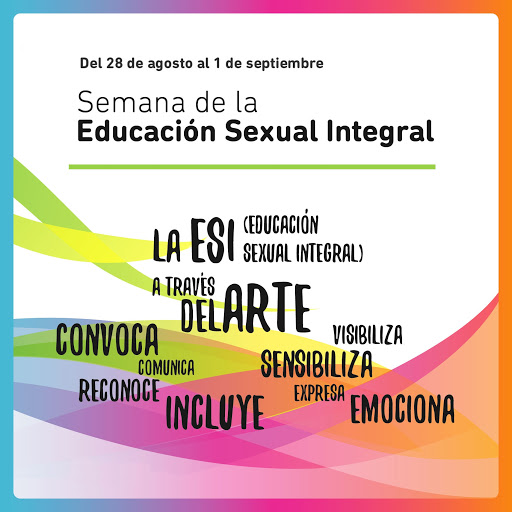 Del 28 de agosto al 1 de septiembre
Semana de la
Educación Sexual Integral
LA ESI (EDUCACIÓN
SEXUAL INTEGRAL)
A TRAVÉS
DEL ARTE
CONVOCA
VISIBILIZA
COMUNICA
SENSIBILIZA
RECONOCE
EXPRESA
INCLUYE
EMOCIONA